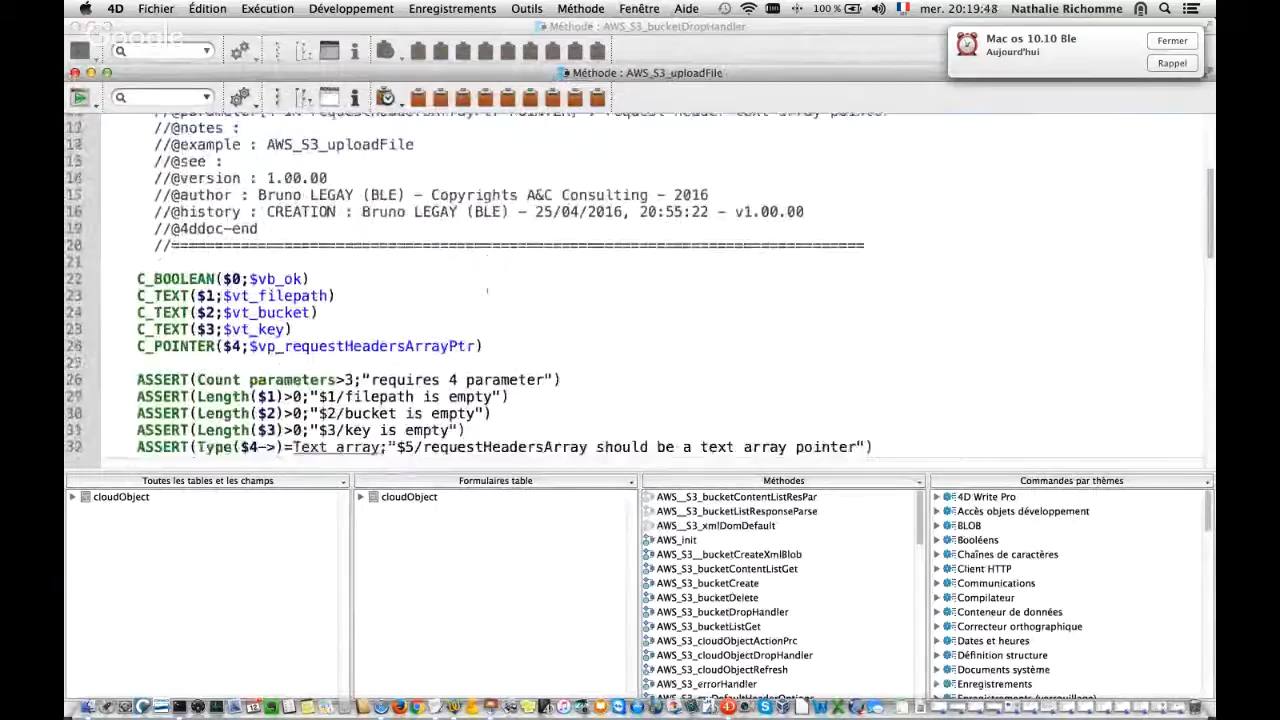 4D Fichier Édition Exécution Développement Enregistrements Outils Méthode Fenêtre Aide 100 % mer. 20:19:48 Nathalie Richomme
Google
Méthode : AWS_S3_bucketDropHandler
Mac os 10.10 Ble
Aujourd'hui
Fermer
Rappel
Méthode : AWS_S3_uploadFile
//@notes :
//@example : AWS_S3_uploadFile
//@see :
//@version : 1.00.00
//@author : Bruno LEGAY (BLE) - Copyrights A&C Consulting - 2016
//@history : CREATION : Bruno LEGAY (BLE) - 25/04/2016, 20:55:22 - v1.00.00
//@4ddoc-end
//================================================================================
C_BOOLEAN($0;$vb_ok)
C_TEXT($1;$vt_filepath)
C_TEXT($2;$vt_bucket)
C_TEXT($3;$vt_key)
C_POINTER($4;$vp_requestHeadersArrayPtr)
ASSERT(Count parameters>3;"requires 4 parameter")
ASSERT(Length($1)>0;"$1/filepath is empty")
ASSERT(Length($2)>0;"$2/bucket is empty")
ASSERT(Length($3)>0;"$3/key is empty")
ASSERT(Type($4->)=Text array;"$5/requestHeadersArray should be a text array pointer")
Toutes les tables et les champs
cloudObject
Formulaires table
cloudObject
Méthodes
AWS__S3_bucketContentListResPar
AWS__S3_bucketListResponseParse
AWS__S3_xmlDomDefault
AWS_init
AWS_S3__bucketCreateXmlBlob
AWS_S3_bucketContentListGet
AWS_S3_bucketCreate
AWS_S3_bucketDelete
AWS_S3_bucketDropHandler
AWS_S3_bucketListGet
AWS_S3_cloudObjectActionPrc
AWS_S3_cloudObjectDropHandler
AWS_S3_cloudObjectRefresh
AWS_S3_errorHandler
Commandes par thèmes
4D Write Pro
Accès objets développement
BLOB
Booléens
Chaînes de caractères
Client HTTP
Communications
Compilateur
Conteneur de données
Correcteur orthographique
Dates et heures
Définition structure
Documents système
Enregistrements
Enregistrements (verrouillage)